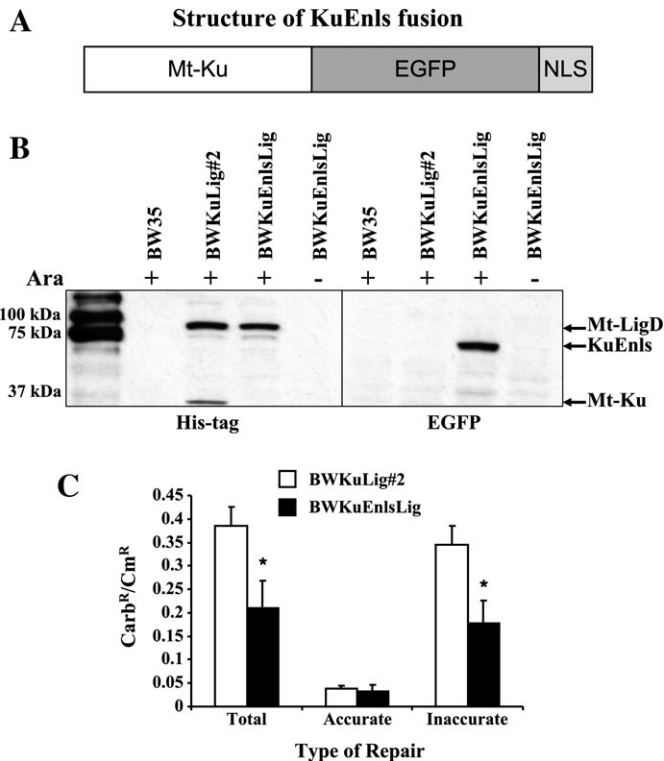 A
Structure of KuEnls fusion
Mt-Ku EGFP NLS
B
BW35 BWKuLig#2 BWKuEnlsLig BWKuEnlsLig BW35 BWKuLig#2 BWKuEnlsLig BWKuEnlsLig
Ara + + + - + + + -
100 kDa
75 kDa
37 kDa
Mt-LigD
KuEnls
Mt-Ku
His-tag EGFP
C
BWKuLig#2
BWKuEnlsLig
Carb^R/Cm^R
0.45
0.4
0.35
0.3
0.25
0.2
0.15
0.1
0.05
0
* *
Total Accurate Inaccurate
Type of Repair